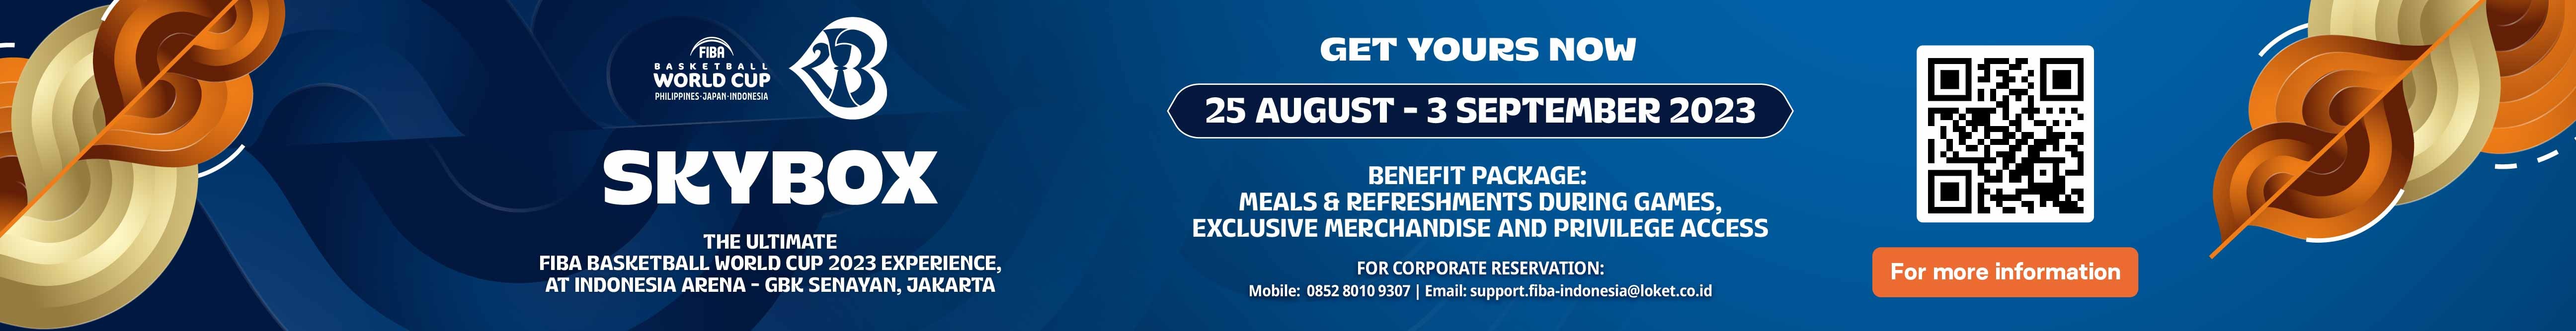 FIBA
BASKETBALL
WORLD CUP
PHILIPPINES·JAPAN·INDONESIA
23
SKYBOX
THE ULTIMATE
FIBA BASKETBALL WORLD CUP 2023 EXPERIENCE,
AT INDONESIA ARENA - GBK SENAYAN, JAKARTA
GET YOURS NOW
25 AUGUST - 3 SEPTEMBER 2023
BENEFIT PACKAGE:
MEALS & REFRESHMENTS DURING GAMES,
EXCLUSIVE MERCHANDISE AND PRIVILEGE ACCESS
FOR CORPORATE RESERVATION:
Mobile: 0852 8010 9307 | Email: support.fiba-indonesia@loket.co.id
For more information